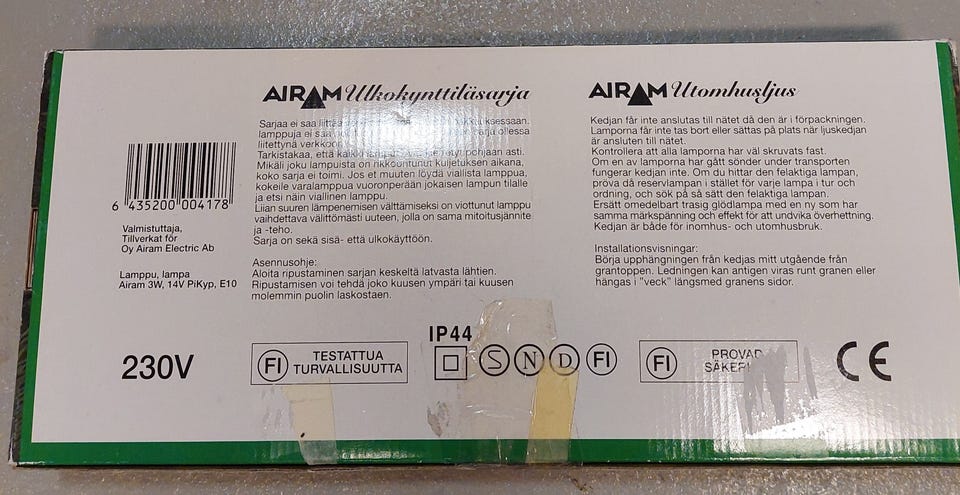 AIRAM Ulkokynttiläsarja
Sarjaa ei saa liittää
lamppuja ei saa
liitettynä verkkoon
Tarkistakaa, että kaikki
Mikäli joku lampuista on rikkoontunut kuljetuksen aikana,
koko sarja ei toimi. Jos et muuten löydä viallista lamppua,
kokeile varalamppua vuoronperään jokaisen lampun tilalle
ja etsi näin viallinen lamppu.
Liian suuren lämpenemisen välttämiseksi on viottunut lamppu
vaihdettava välittömästi uuteen, jolla on sama mitoitusjännite
ja -teho.
Sarja on sekä sisä- että ulkokäyttöön.
Asennusohje:
Aloita ripustaminen sarjan keskeltä latvasta lähtien.
Ripustamisen voi tehdä joko kuusen ympäri tai kuusen
molemmin puolin laskostaen.
AIRAM Utomhusljus
Kedjan får inte anslutas till nätet då den är i förpackningen.
Lamporna får inte tas bort eller sättas på plats när ljuskedjan
är ansluten till nätet.
Kontrollera att alla lamporna har väl skruvats fast.
Om en av lamporna har gått sönder under transporten
fungerar kedjan inte. Om du hittar den felaktiga lampan,
pröva då reservlampan i stället för varje lampa i tur och
ordning, och sök på så sätt den felaktiga lampan.
Ersätt omedelbart trasig glödlampa med en ny som har
samma märkspänning och effekt för att undvika överhettning.
Kedjan är både för inomhus- och utomhusbruk.
Installationsvisningar:
Börja upphängningen från kedjas mitt utgående från
grantoppen. Ledningen kan antigen viras runt granen eller
hängas i "veck" längsmed granens sidor.
6 435200 004178
Valmistuttaja,
Tillverkat för
Oy Airam Electric Ab
Lamppu, lampa
Airam 3W, 14V PiKyp, E10
230V
FI TESTATTUA
TURVALLISUUTTA
IP44
S N D FI
FI PROVAD
CE